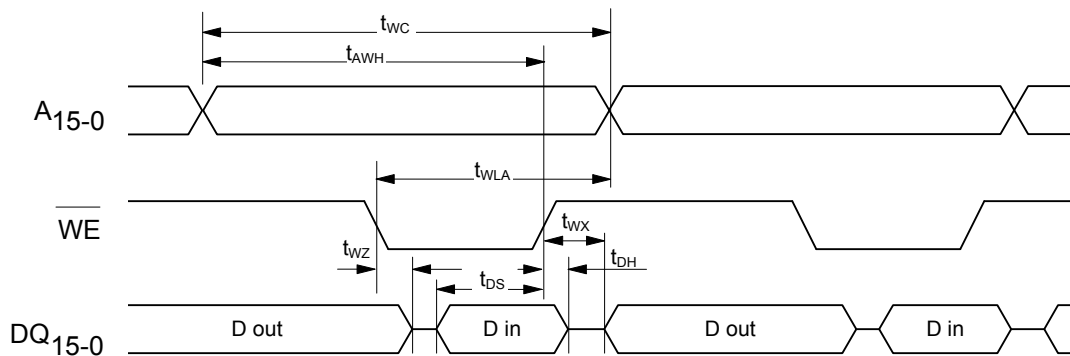 tWC
tAWH
A15-0
tWLA
WE
tWX
tWZ
tDH
tDS
DQ15-0
D out
D in
D out
D in